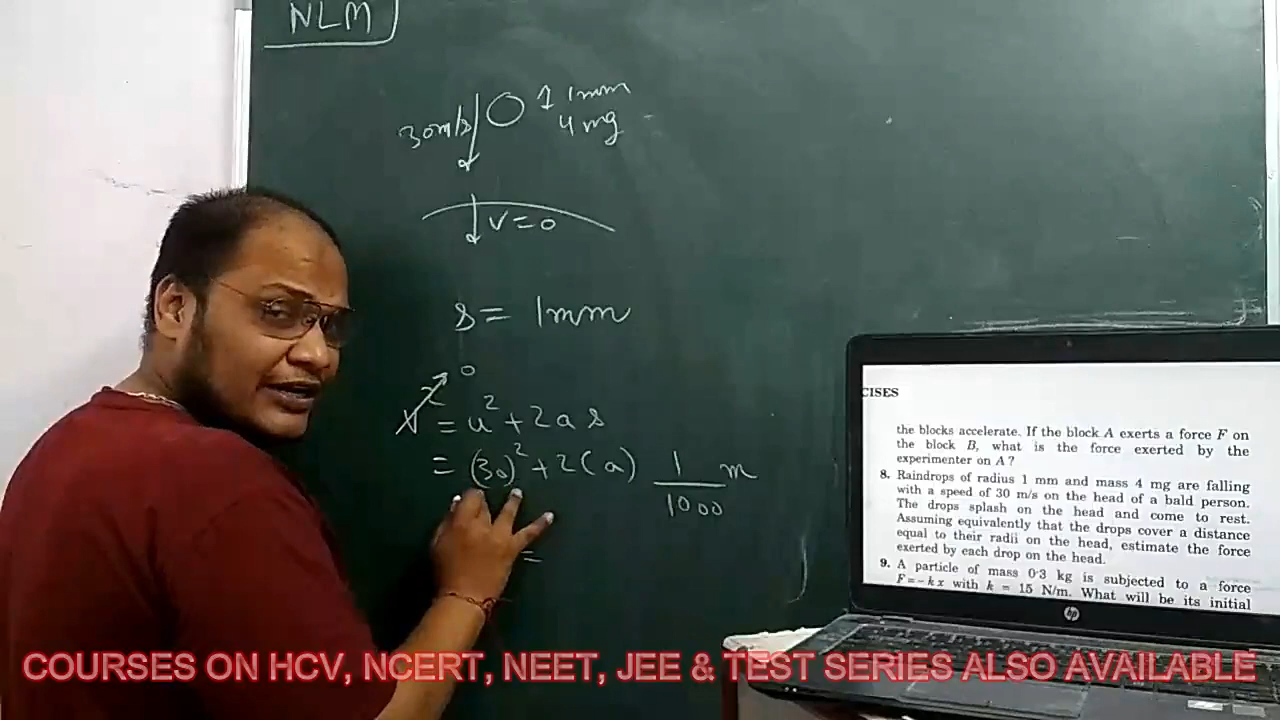 NLM
30m/s 1 1mm
4mg
v=0
s = 1mm
0
v² = u² + 2as
= (30)² + 2(a) 1/1000 m
=
CISES
the blocks accelerate. If the block A exerts a force F on
the block B, what is the force exerted by the
experimenter on A ?
8. Raindrops of radius 1 mm and mass 4 mg are falling
with a speed of 30 m/s on the head of a bald person.
The drops splash on the head and come to rest.
Assuming equivalently that the drops cover a distance
equal to their radii on the head, estimate the force
exerted by each drop on the head.
9. A particle of mass 0·3 kg is subjected to a force
F = – k x with k = 15 N/m. What will be its initial
hp
COURSES ON HCV, NCERT, NEET, JEE & TEST SERIES ALSO AVAILABLE